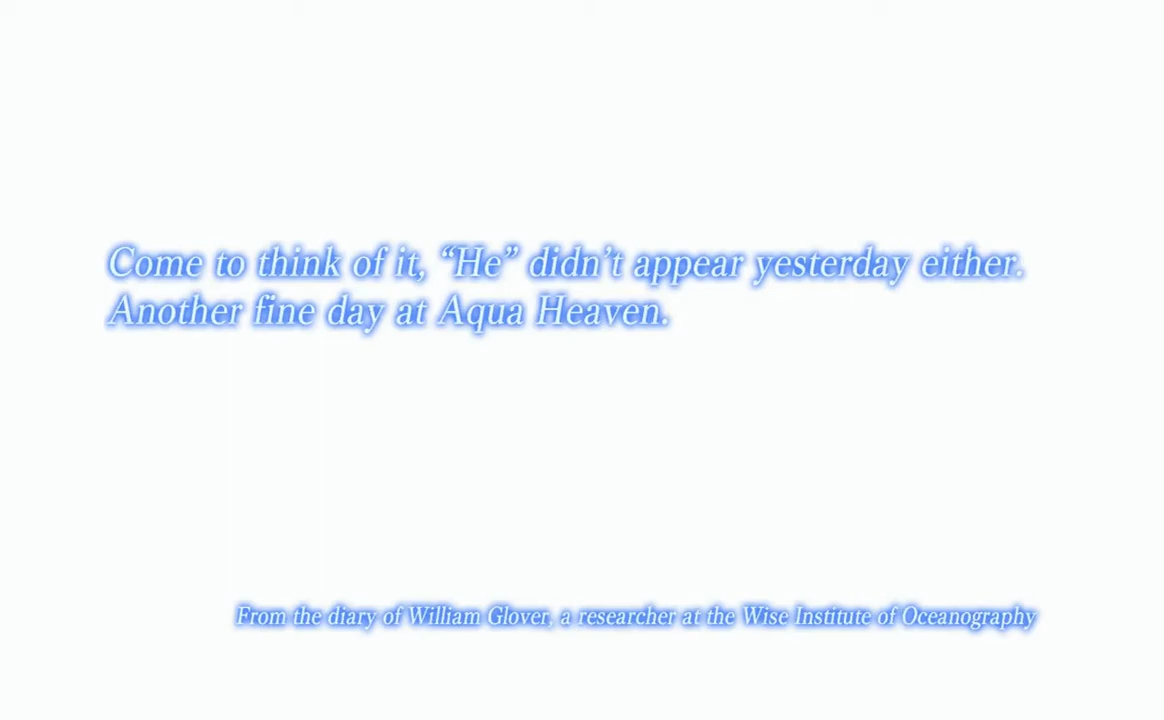 Come to think of it, “He” didn’t appear yesterday either.
Another fine day at Aqua Heaven.
From the diary of William Glover, a researcher at the Wise Institute of Oceanography